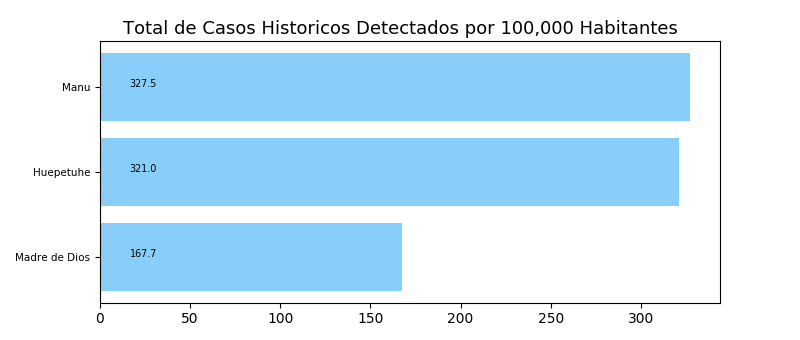 Total de Casos Historicos Detectados por 100,000 Habitantes
Manu
327.5
Huepetuhe
321.0
Madre de Dios
167.7
0 50 100 150 200 250 300